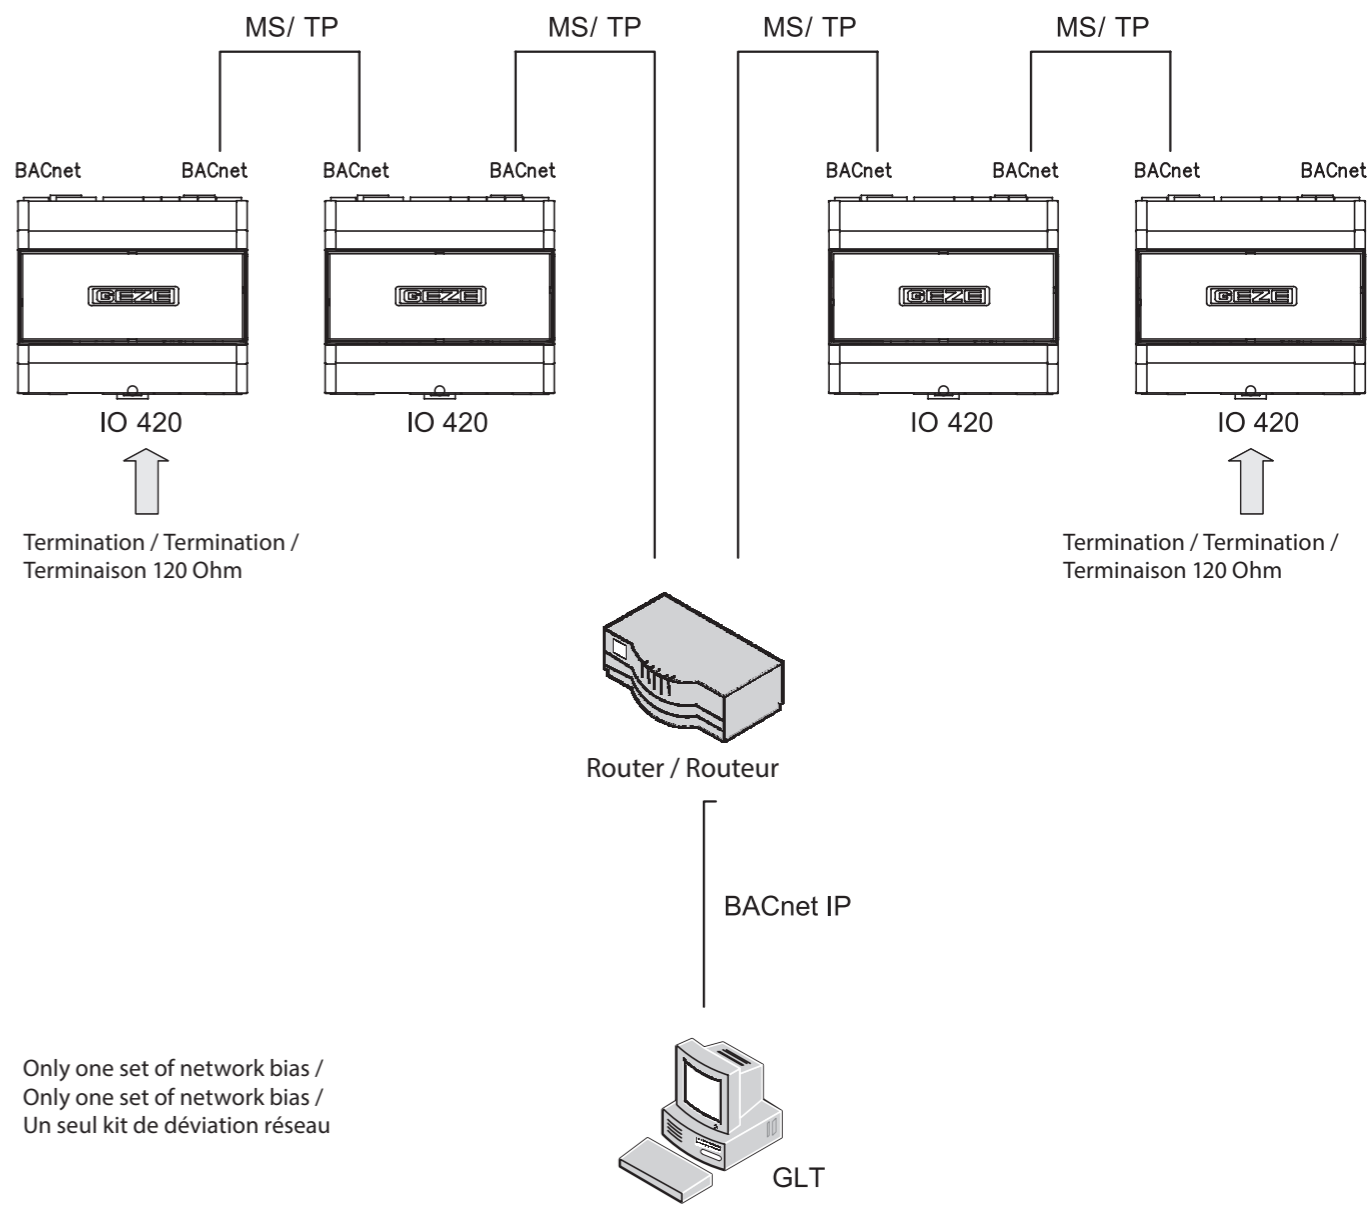 MS/ TP
MS/ TP
MS/ TP
MS/ TP
BACnet
BACnet
BACnet
BACnet
BACnet
BACnet
BACnet
BACnet
GEZE
GEZE
GEZE
GEZE
IO 420
IO 420
IO 420
IO 420
Termination / Termination /
Terminaison 120 Ohm
Termination / Termination /
Terminaison 120 Ohm
Router / Routeur
BACnet IP
Only one set of network bias /
Only one set of network bias /
Un seul kit de déviation réseau
GLT